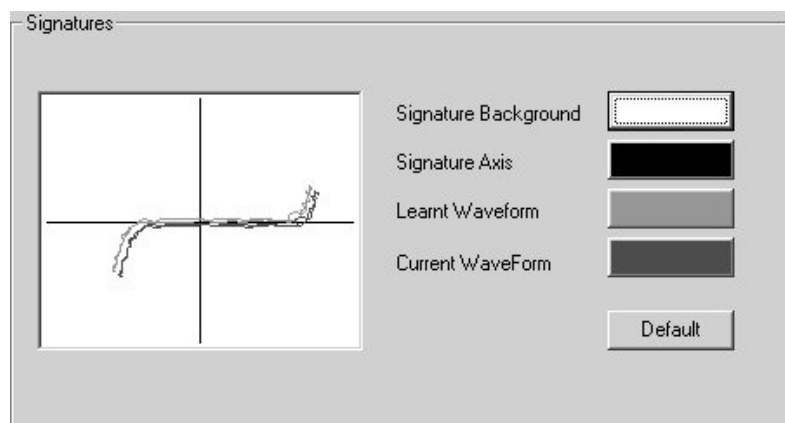 Signatures
Signature Background
Signature Axis
Learnt Waveform
Current WaveForm
Default